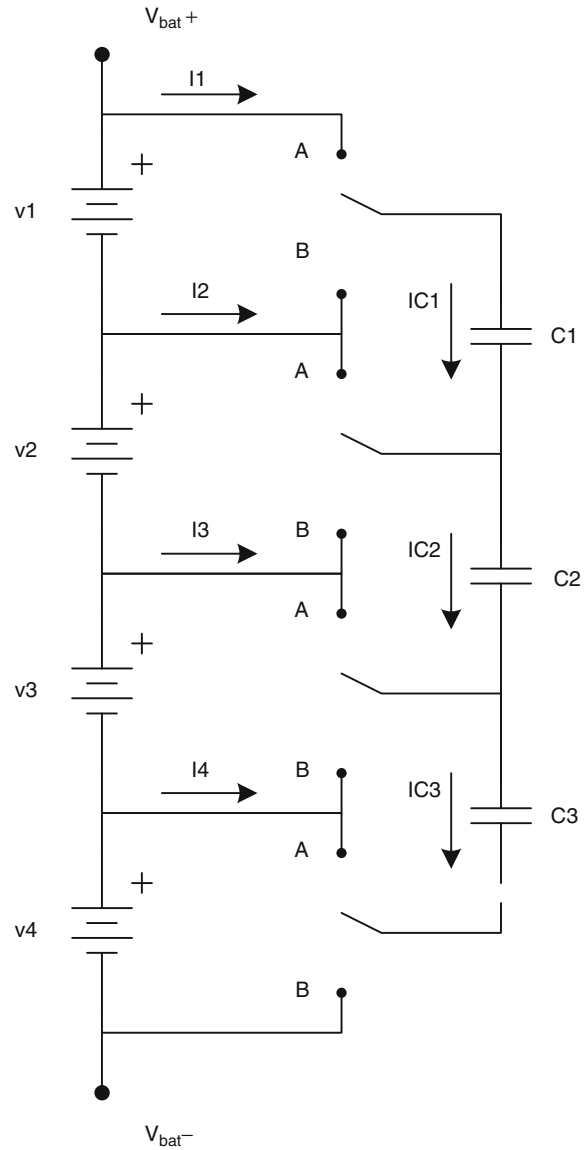 Vbat+
I1
A
+
v1
B
I2
IC1
C1
A
+
v2
I3
B
IC2
C2
A
+
v3
I4
B
IC3
C3
A
+
v4
B
Vbat−